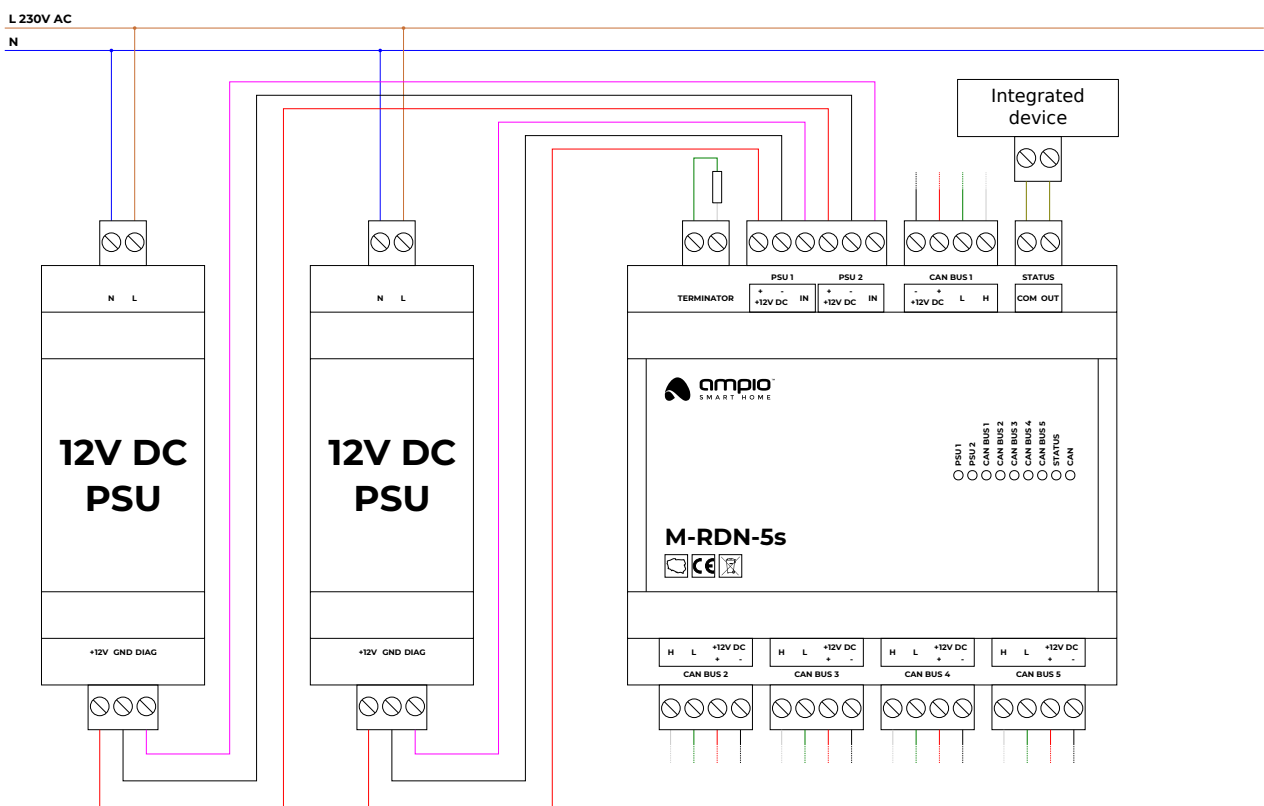 L 230V AC
N
Integrated
device
N L
N L
TERMINATOR
PSU 1
+ -
+12V DC IN
PSU 2
+ -
+12V DC IN
CAN BUS 1
- +
+12V DC L H
STATUS
COM OUT
12V DC
PSU
12V DC
PSU
ampio
SMART HOME
PSU 1
PSU 2
CAN BUS 1
CAN BUS 2
CAN BUS 3
CAN BUS 4
CAN BUS 5
STATUS
CAN
M-RDN-5s
CE
+12V GND DIAG
+12V GND DIAG
H L +12V DC
+ -
CAN BUS 2
H L +12V DC
+ -
CAN BUS 3
H L +12V DC
+ -
CAN BUS 4
H L +12V DC
+ -
CAN BUS 5